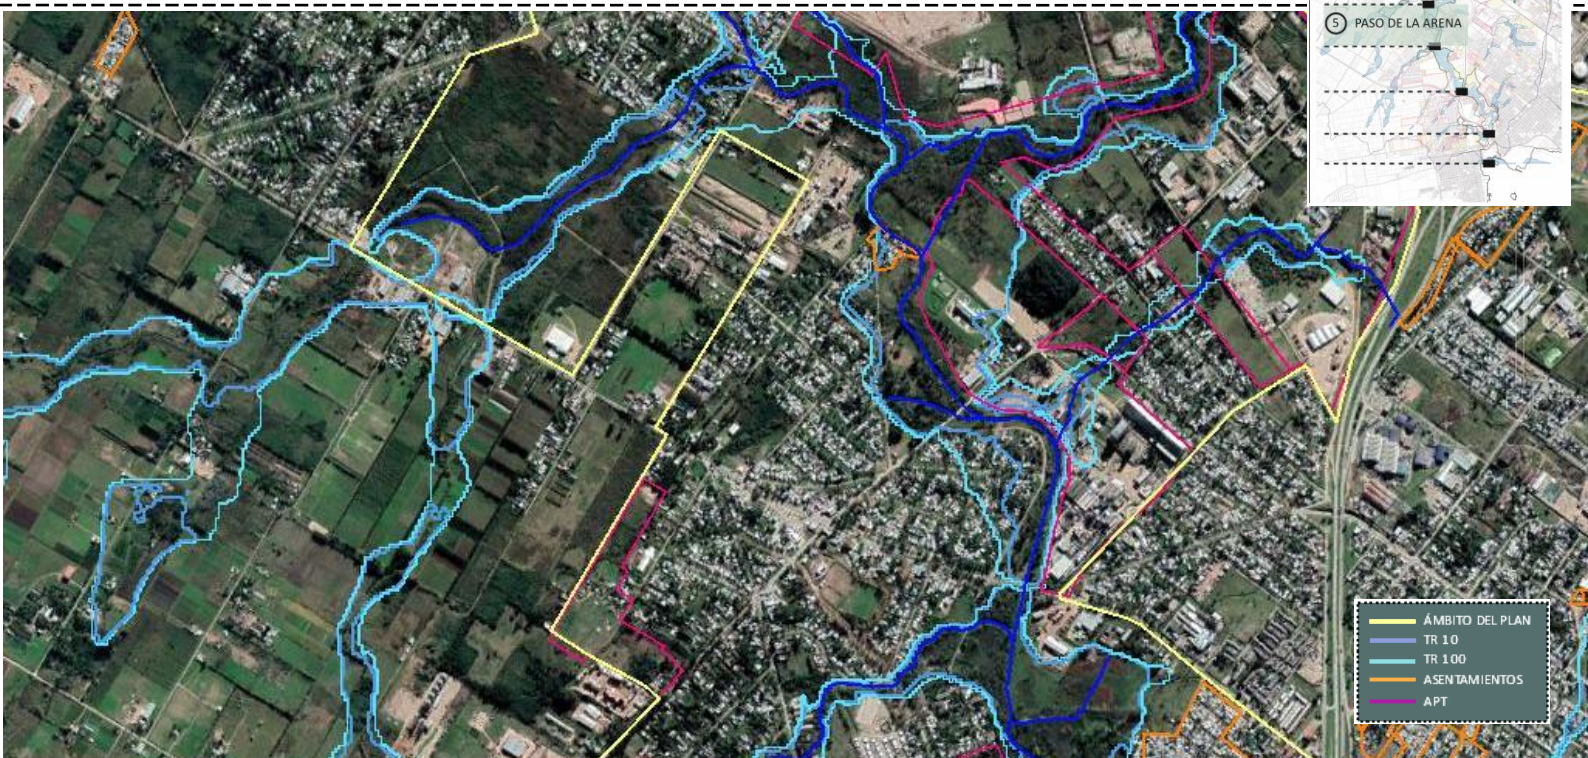 5 PASO DE LA ARENA
ÁMBITO DEL PLAN
TR 10
TR 100
ASENTAMIENTOS
APT